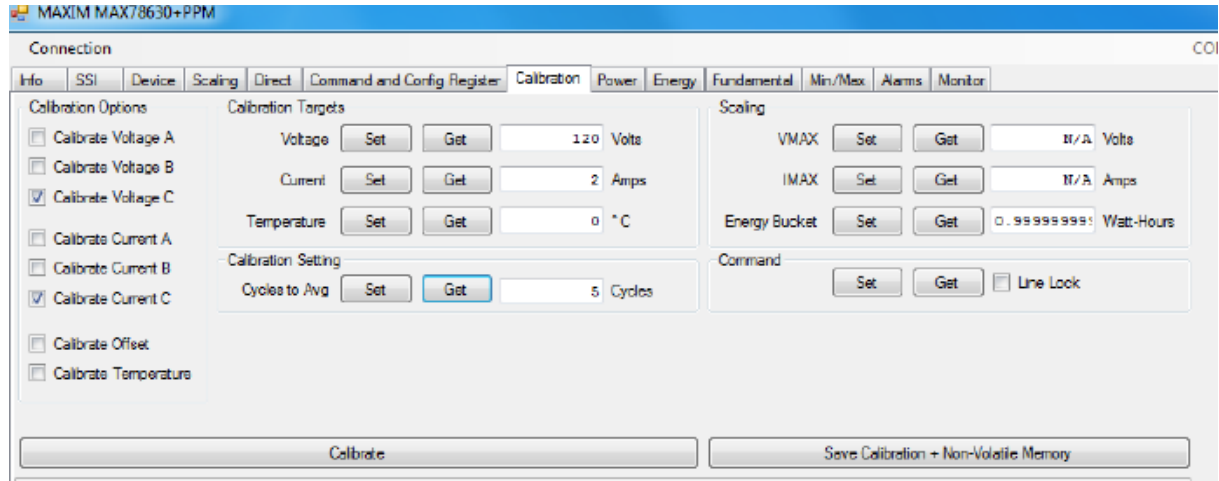 MAXIM MAX78630+PPM
Connection
Info SSI Device Scaling Direct Command and Config Register Calibration Power Energy Fundamental Min/Max Alarms Monitor
Calibration Options
Calibrate Voltage A
Calibrate Voltage B
Calibrate Voltage C
Calibrate Current A
Calibrate Current B
Calibrate Current C
Calibrate Offset
Calibrate Temperature
Calibration Targets
Voltage Set Get 120 Volts
Current Set Get 2 Amps
Temperature Set Get 0 °C
Calibration Setting
Cycles to Avg Set Get 5 Cycles
Scaling
VMAX Set Get N/A Volts
IMAX Set Get N/A Amps
Energy Bucket Set Get 0.999999999 Watt-Hours
Command
Set Get Line Lock
Calibrate
Save Calibration + Non-Volatile Memory